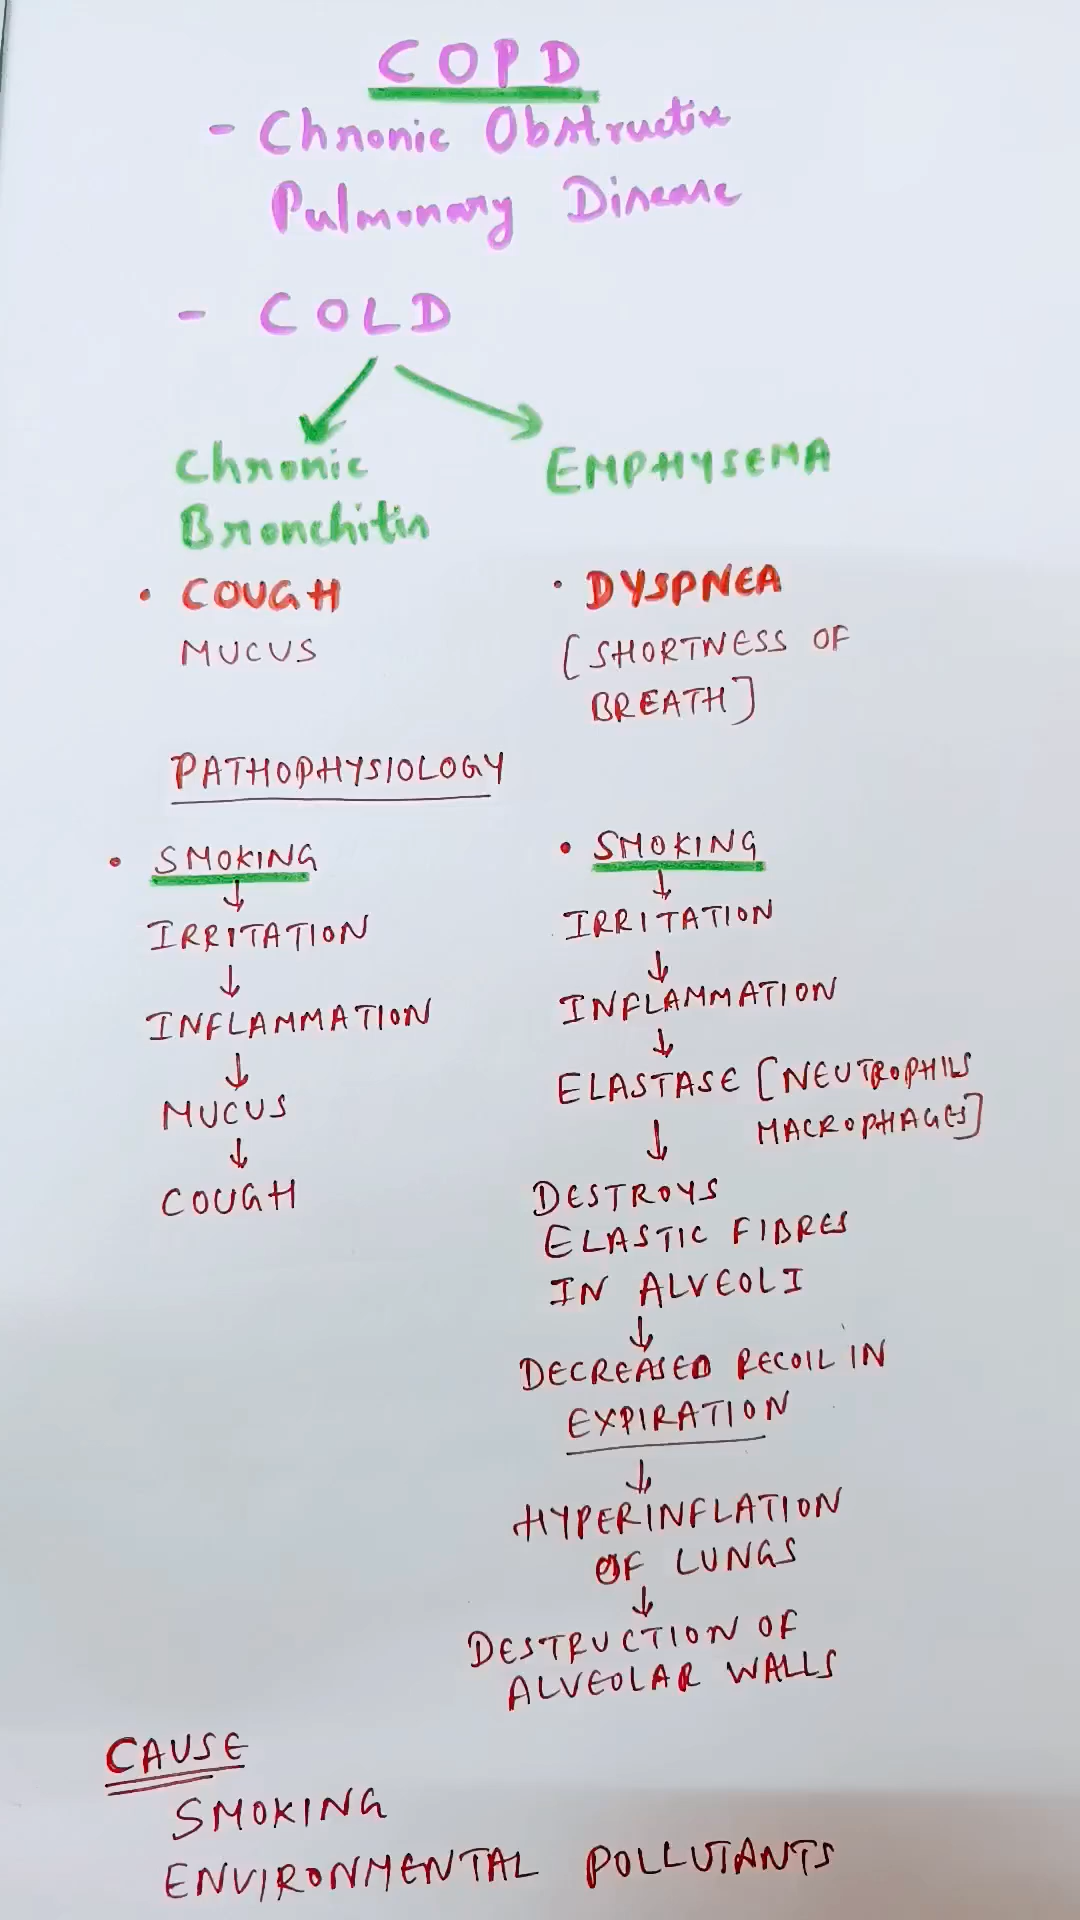 COPD
- Chronic Obstructive
Pulmonary Disease
- COLD
Chronic
Bronchitis
EMPHYSEMA
• COUGH
MUCUS
• DYSPNEA
[SHORTNESS OF
BREATH]
PATHOPHYSIOLOGY
• SMOKING
↓
IRRITATION
↓
INFLAMMATION
↓
MUCUS
↓
COUGH
• SMOKING
↓
IRRITATION
↓
INFLAMMATION
↓
ELASTASE [NEUTROPHILS
MACROPHAGES]
↓
DESTROYS
ELASTIC FIBRES
IN ALVEOLI
↓
DECREASED RECOIL IN
EXPIRATION
↓
HYPERINFLATION
OF LUNGS
↓
DESTRUCTION OF
ALVEOLAR WALLS
CAUSE
SMOKING
ENVIRONMENTAL POLLUTANTS